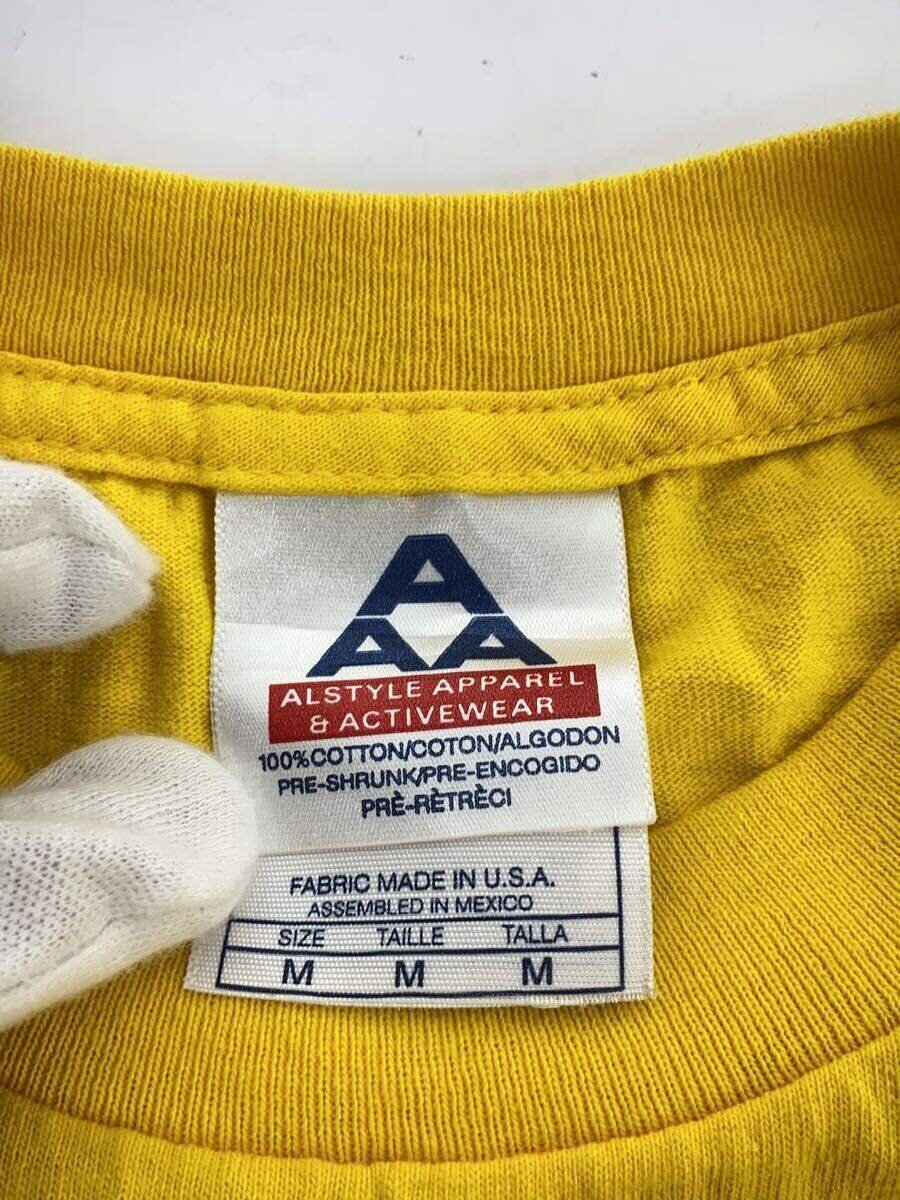 A
AA
ALSTYLE APPAREL
& ACTIVEWEAR
100%COTTON/COTON/ALGODON
PRE-SHRUNK/PRE-ENCOGIDO
PRÈ-RÈTRÈCI
FABRIC MADE IN U.S.A.
ASSEMBLED IN MEXICO
SIZE TAILLE TALLA
M M M